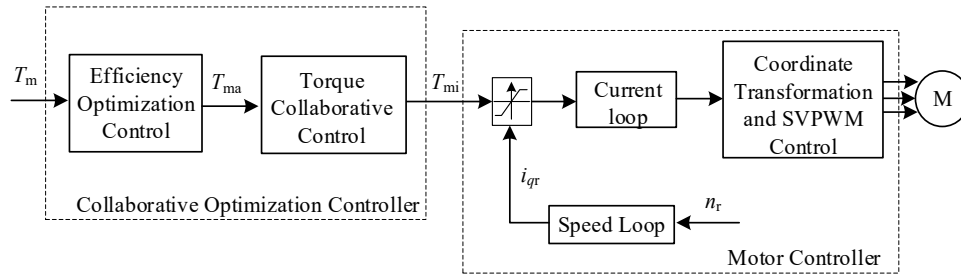 Tm
Efficiency
Optimization
Control
Tma
Torque
Collaborative
Control
Tmi
Current
loop
Coordinate
Transformation
and SVPWM
Control
M
iqr
nr
Speed Loop
Collaborative Optimization Controller
Motor Controller